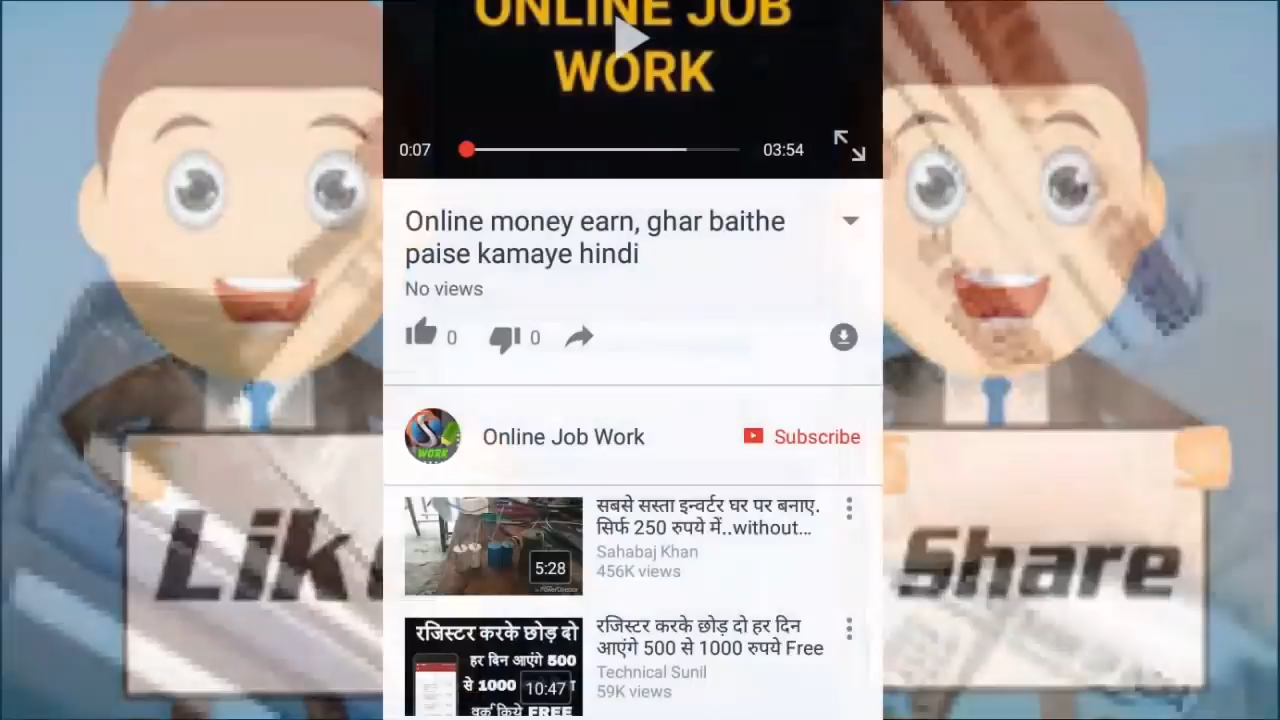 ONLINE JOB
WORK
0:07
03:54
Online money earn, ghar baithe
paise kamaye hindi
No views
0
0
WORK
Online Job Work
Subscribe
सबसे सस्ता इन्वर्टर घर पर बनाए.
सिर्फ 250 रुपये में..without...
Sahabaj Khan
456K views
5:28
रजिस्टर करके छोड़ दो हर दिन
आएंगे 500 से 1000 रुपये Free
Technical Sunil
59K views
रजिस्टर करके छोड़ दो
हर दिन आएंगे 500
से 1000
10:47
वर्क किये FREE
Like
Share